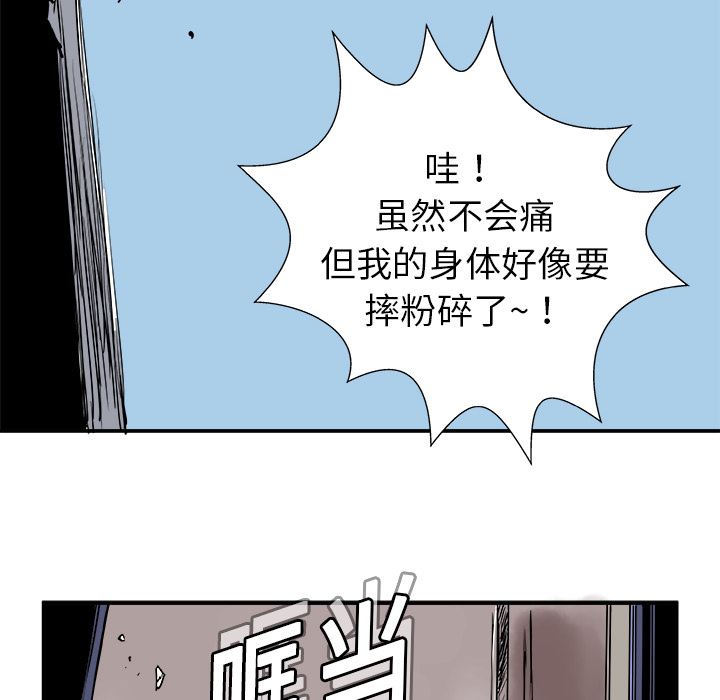 哇！
虽然不会痛
但我的身体好像要
摔粉碎了~！
哐当